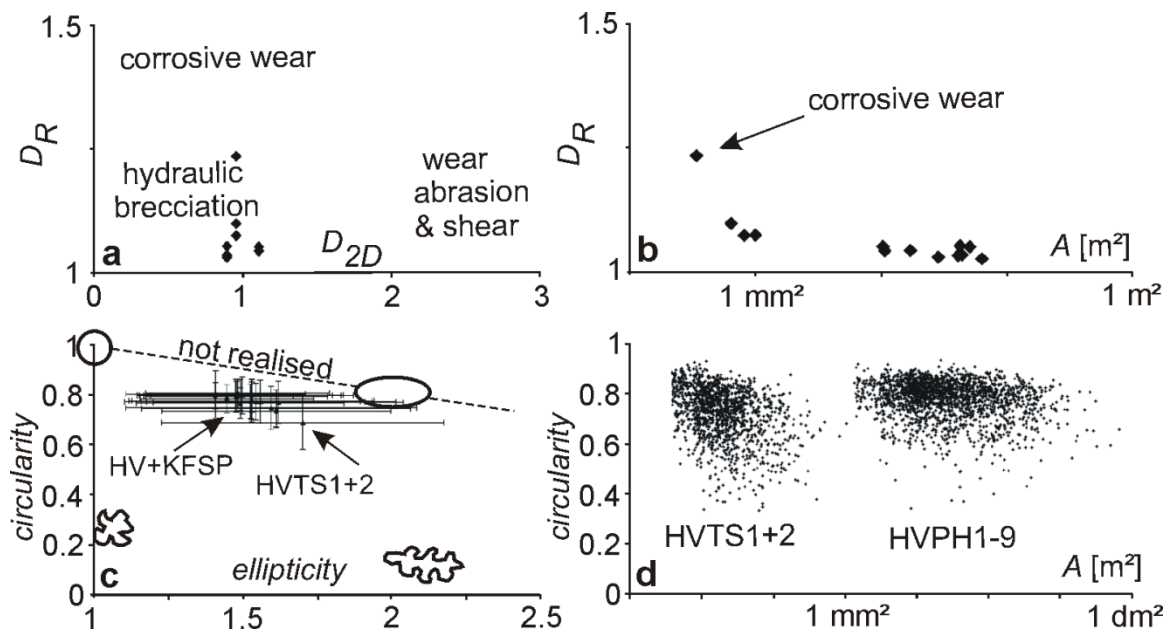 1.5
corrosive wear
D_R
hydraulic
brecciation
wear
abrasion
& shear
D_2D
a
1
0
1
2
3
1.5
corrosive wear
D_R
A [m²]
b
1
1 mm²
1 m²
1
0.8
0.6
0.4
0.2
0
circularity
not realised
HV+KFSP
HVTS1+2
ellipticity
c
1
1.5
2
2.5
1
0.8
0.6
0.4
0.2
0
circularity
HVTS1+2
HVPH1-9
A [m²]
d
1 mm²
1 dm²